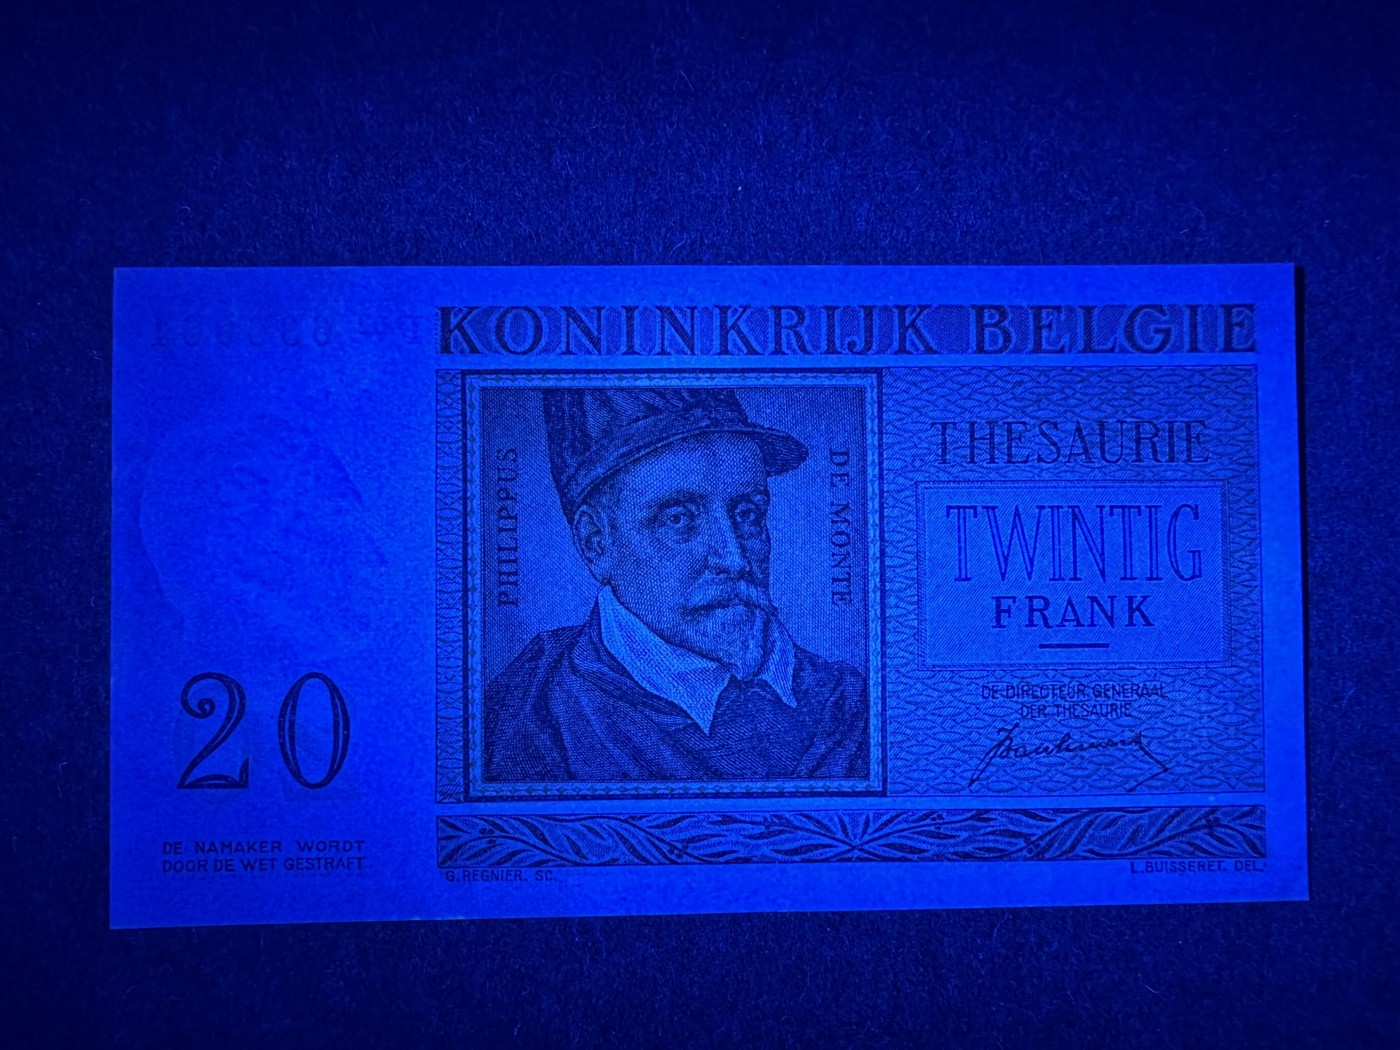 KONINKRIJK BELGIE
PHILIPPUS
DE MONTE
THESAURIE
TWINTIG
FRANK
DE DIRECTEUR GENERAAL
DER THESAURIE
20
DE NAMAKER WORDT
DOOR DE WET GESTRAFT
G.REGNIER. SC.
L.BUISSERET. DEL.